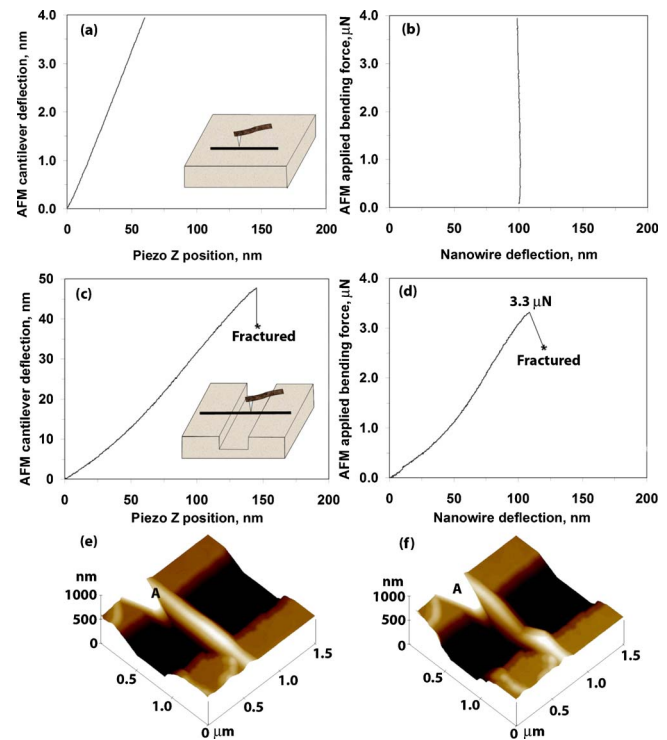 (a)
AFM cantilever deflection, nm
4.0
3.0
2.0
1.0
0.0
0 50 100 150 200
Piezo Z position, nm
(b)
AFM applied bending force, μN
4.0
3.0
2.0
1.0
0.0
0 50 100 150 200
Nanowire deflection, nm
(c)
AFM cantilever deflection, nm
50
40
30
20
10
0
Fractured
0 50 100 150 200
Piezo Z position, nm
(d)
AFM applied bending force, μN
4.0
3.0
2.0
1.0
0.0
3.3 μN
* Fractured
0 50 100 150 200
Nanowire deflection, nm
(e)
nm
1000
500
0
A
0.5
1.0
0 μm
0.5
1.0
1.5
(f)
nm
1000
500
0
A
0.5
1.0
0 μm
0.5
1.0
1.5